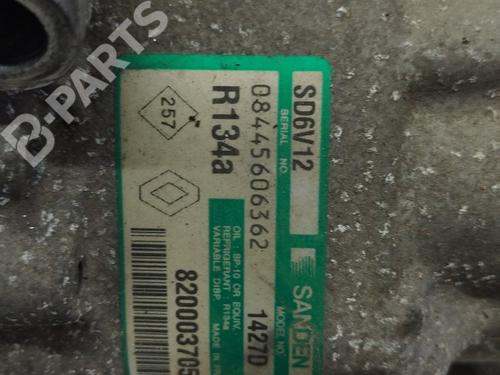 B-PARTS
SANDEN
SD6V12
MODEL NO.
SERIAL NO.
1427D
08445606362
OIL : SP-10 OR EQUIV.
REFRIGERANT : R134a
VARIABLE DISP.
MADE IN
R134a
257
820003705